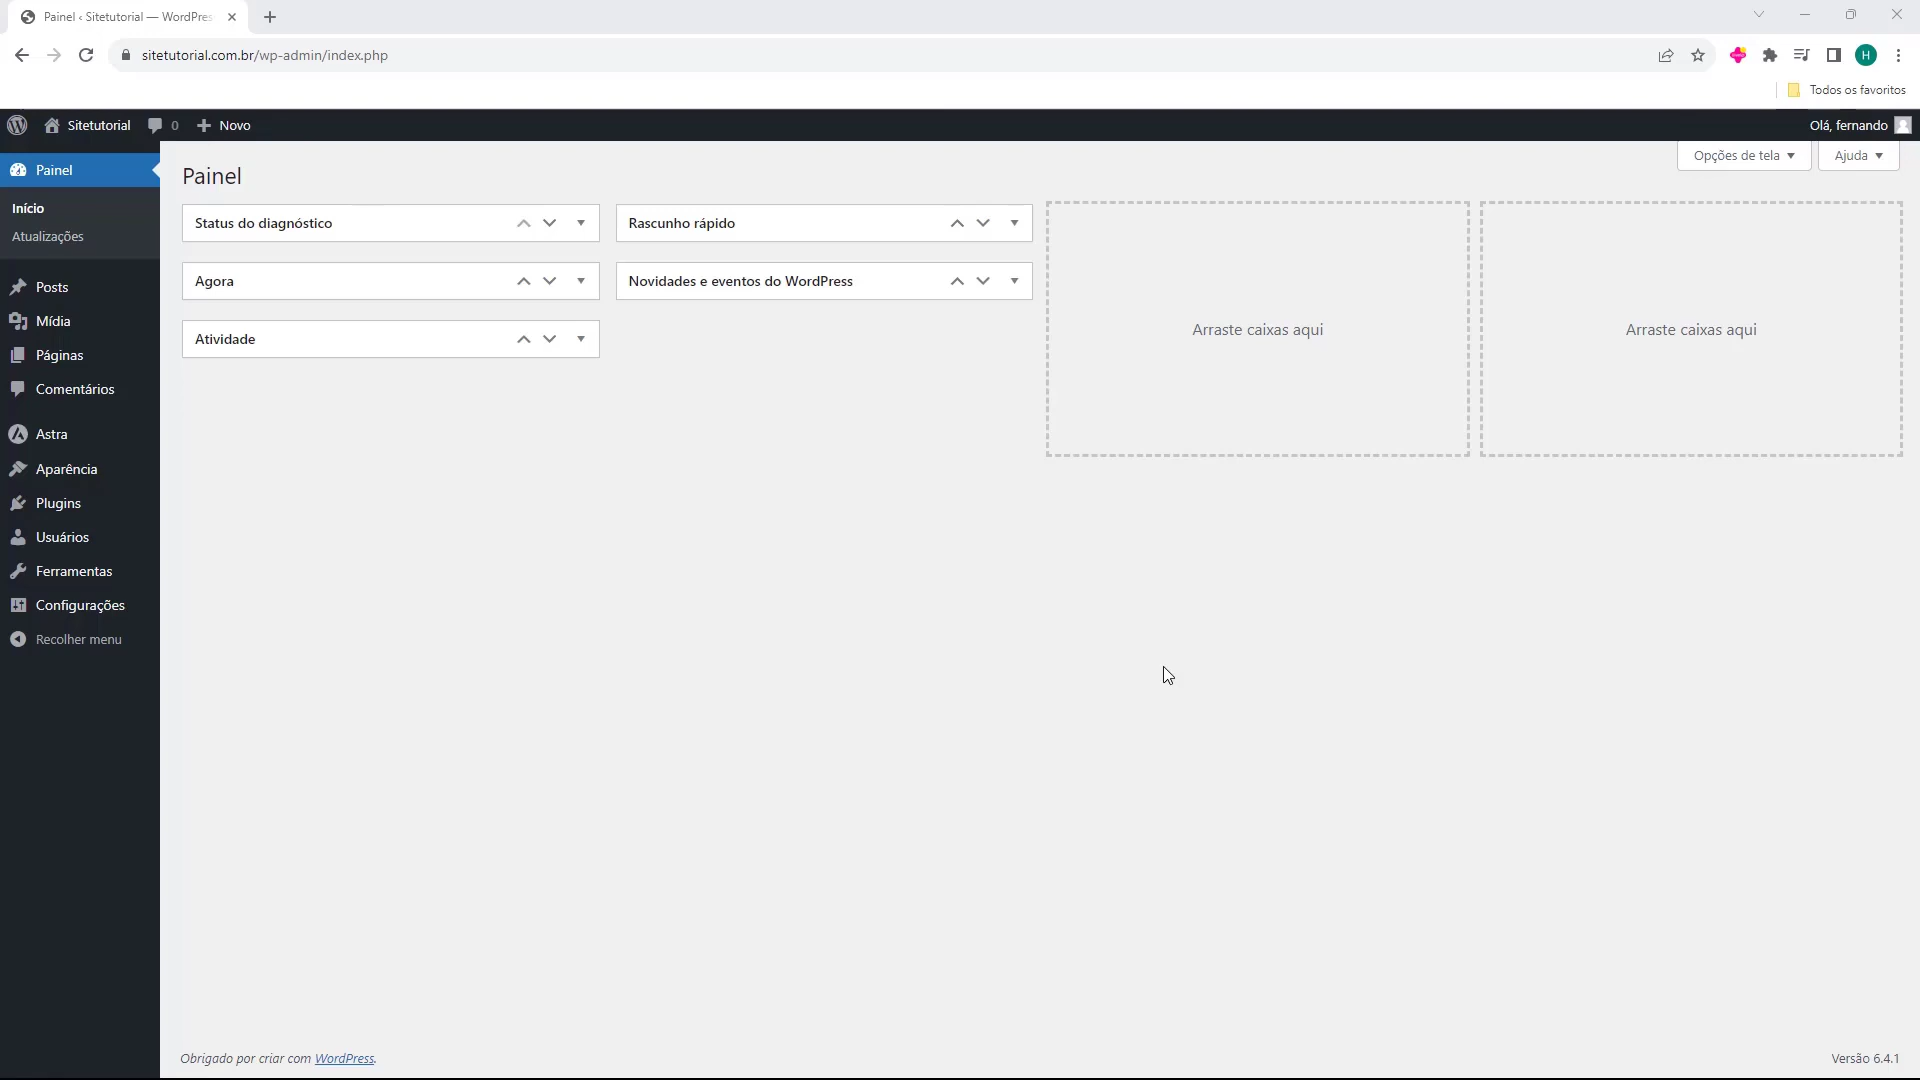 Painel ‹ Sitetutorial — WordPres
sitetutorial.com.br/wp-admin/index.php
H
Todos os favoritos
Sitetutorial 0 Novo
Olá, fernando
Opções de tela
Ajuda
Painel
Início
Atualizações
Posts
Mídia
Páginas
Comentários
Astra
Aparência
Plugins
Usuários
Ferramentas
Configurações
Recolher menu
Painel
Status do diagnóstico
Agora
Atividade
Rascunho rápido
Novidades e eventos do WordPress
Arraste caixas aqui
Arraste caixas aqui
Obrigado por criar com WordPress.
Versão 6.4.1